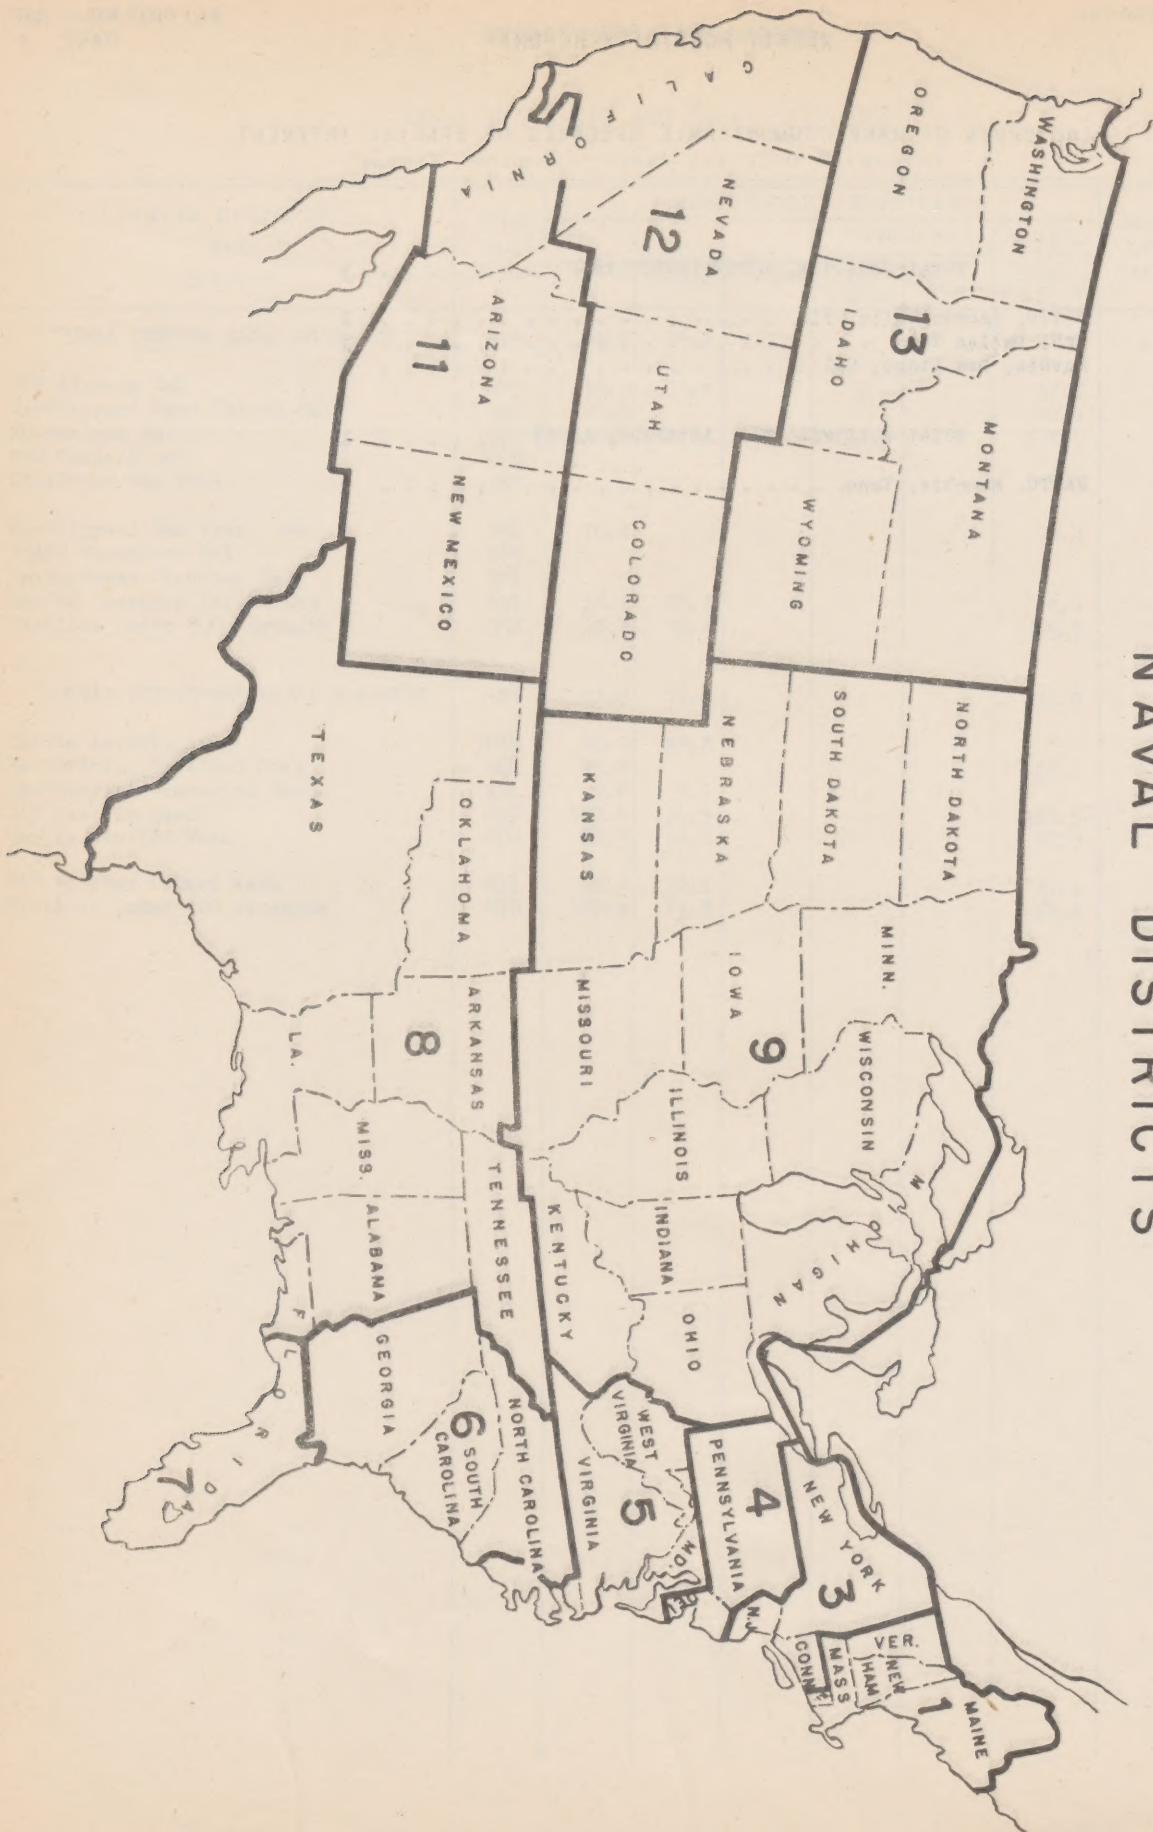 NAVAL DISTRICTS
WASHINGTON
OREGON
CALIFORNIA
NEVADA
12
13
IDAHO
MONTANA
WYOMING
UTAH
ARIZONA
11
COLORADO
NEW MEXICO
NORTH DAKOTA
SOUTH DAKOTA
NEBRASKA
KANSAS
TEXAS
OKLAHOMA
MINN.
IOWA
9
MISSOURI
ARKANSAS
8
LA.
WISCONSIN
ILLINOIS
MICHIGAN
INDIANA
OHIO
KENTUCKY
TENNESSEE
MISS.
ALABAMA
GEORGIA
FLORIDA
7
6
SOUTH
CAROLINA
NORTH CAROLINA
WEST
VIRGINIA
VIRGINIA
5
MD.
4
PENNSYLVANIA
NEW YORK
3
N.J.
CONN
MASS
VER.
NEW
HAM
1
MAINE